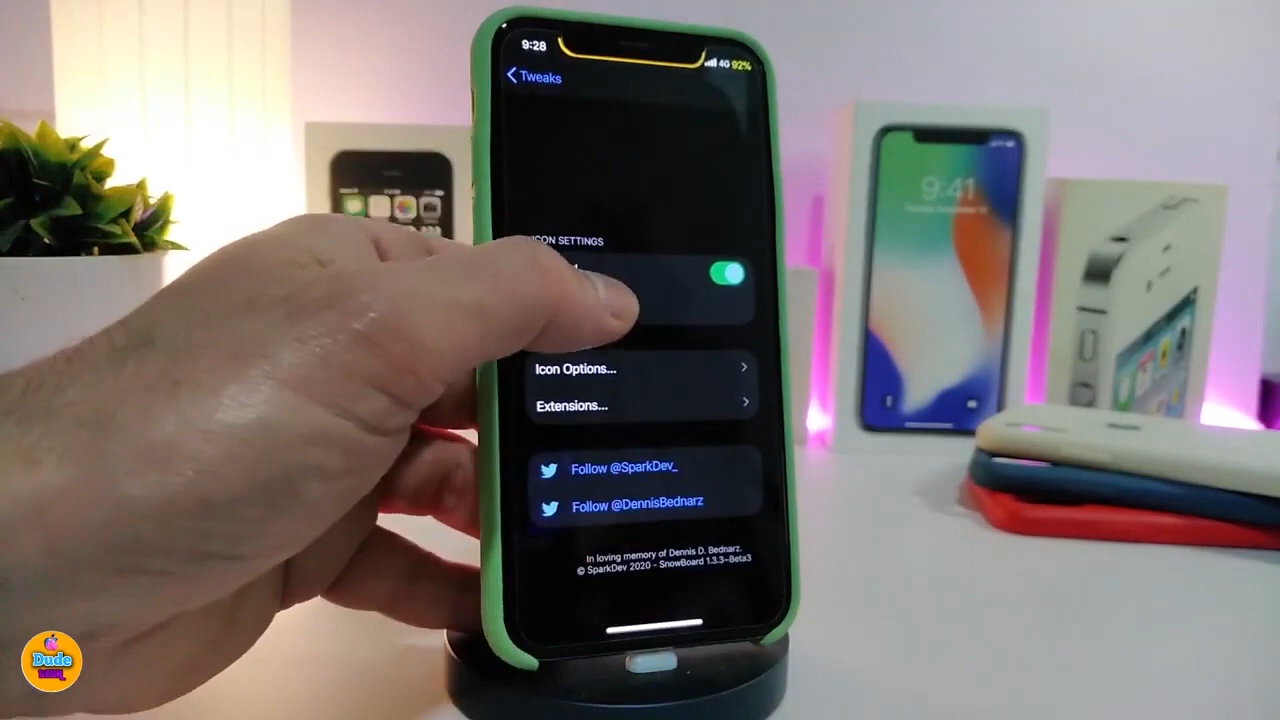 9:28
4G 92%
Tweaks
ICON SETTINGS
Icon Options...
Extensions...
Follow @SparkDev_
Follow @DennisBednarz
In loving memory of Dennis D. Bednarz.
© SparkDev 2020 - SnowBoard 1.3.3~Beta3
9:41
Dude